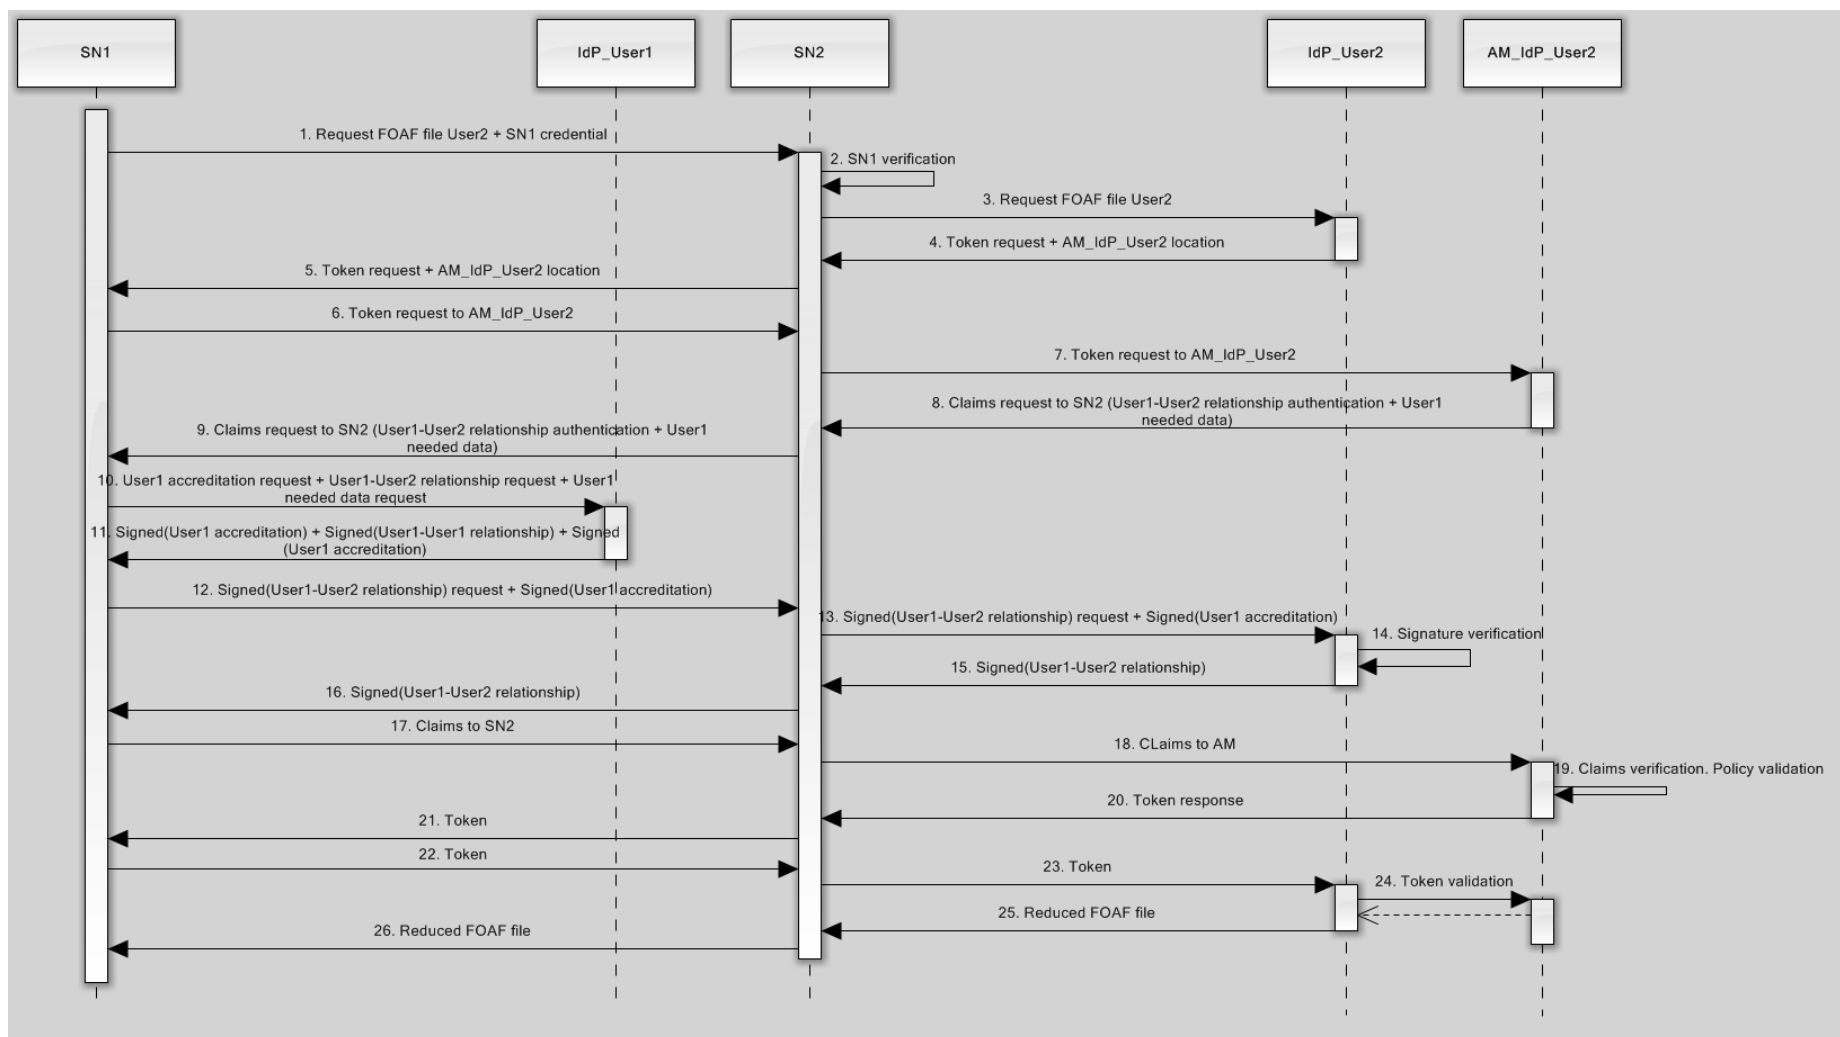 SN1
IdP_User1
SN2
IdP_User2
AM_IdP_User2
1. Request FOAF file User2 + SN1 credential
2. SN1 verification
3. Request FOAF file User2
4. Token request + AM_IdP_User2 location
5. Token request + AM_IdP_User2 location
6. Token request to AM_IdP_User2
7. Token request to AM_IdP_User2
8. Claims request to SN2 (User1-User2 relationship authentication + User1
needed data)
9. Claims request to SN2 (User1-User2 relationship authentication + User1
needed data)
10. User1 accreditation request + User1-User2 relationship request + User1
needed data request
11. Signed(User1 accreditation) + Signed(User1-User1 relationship) + Signed
(User1 accreditation)
12. Signed(User1-User2 relationship) request + Signed(User1 accreditation)
13. Signed(User1-User2 relationship) request + Signed(User1 accreditation)
14. Signature verification
15. Signed(User1-User2 relationship)
16. Signed(User1-User2 relationship)
17. Claims to SN2
18. CLaims to AM
19. Claims verification. Policy validation
20. Token response
21. Token
22. Token
23. Token
24. Token validation
25. Reduced FOAF file
26. Reduced FOAF file